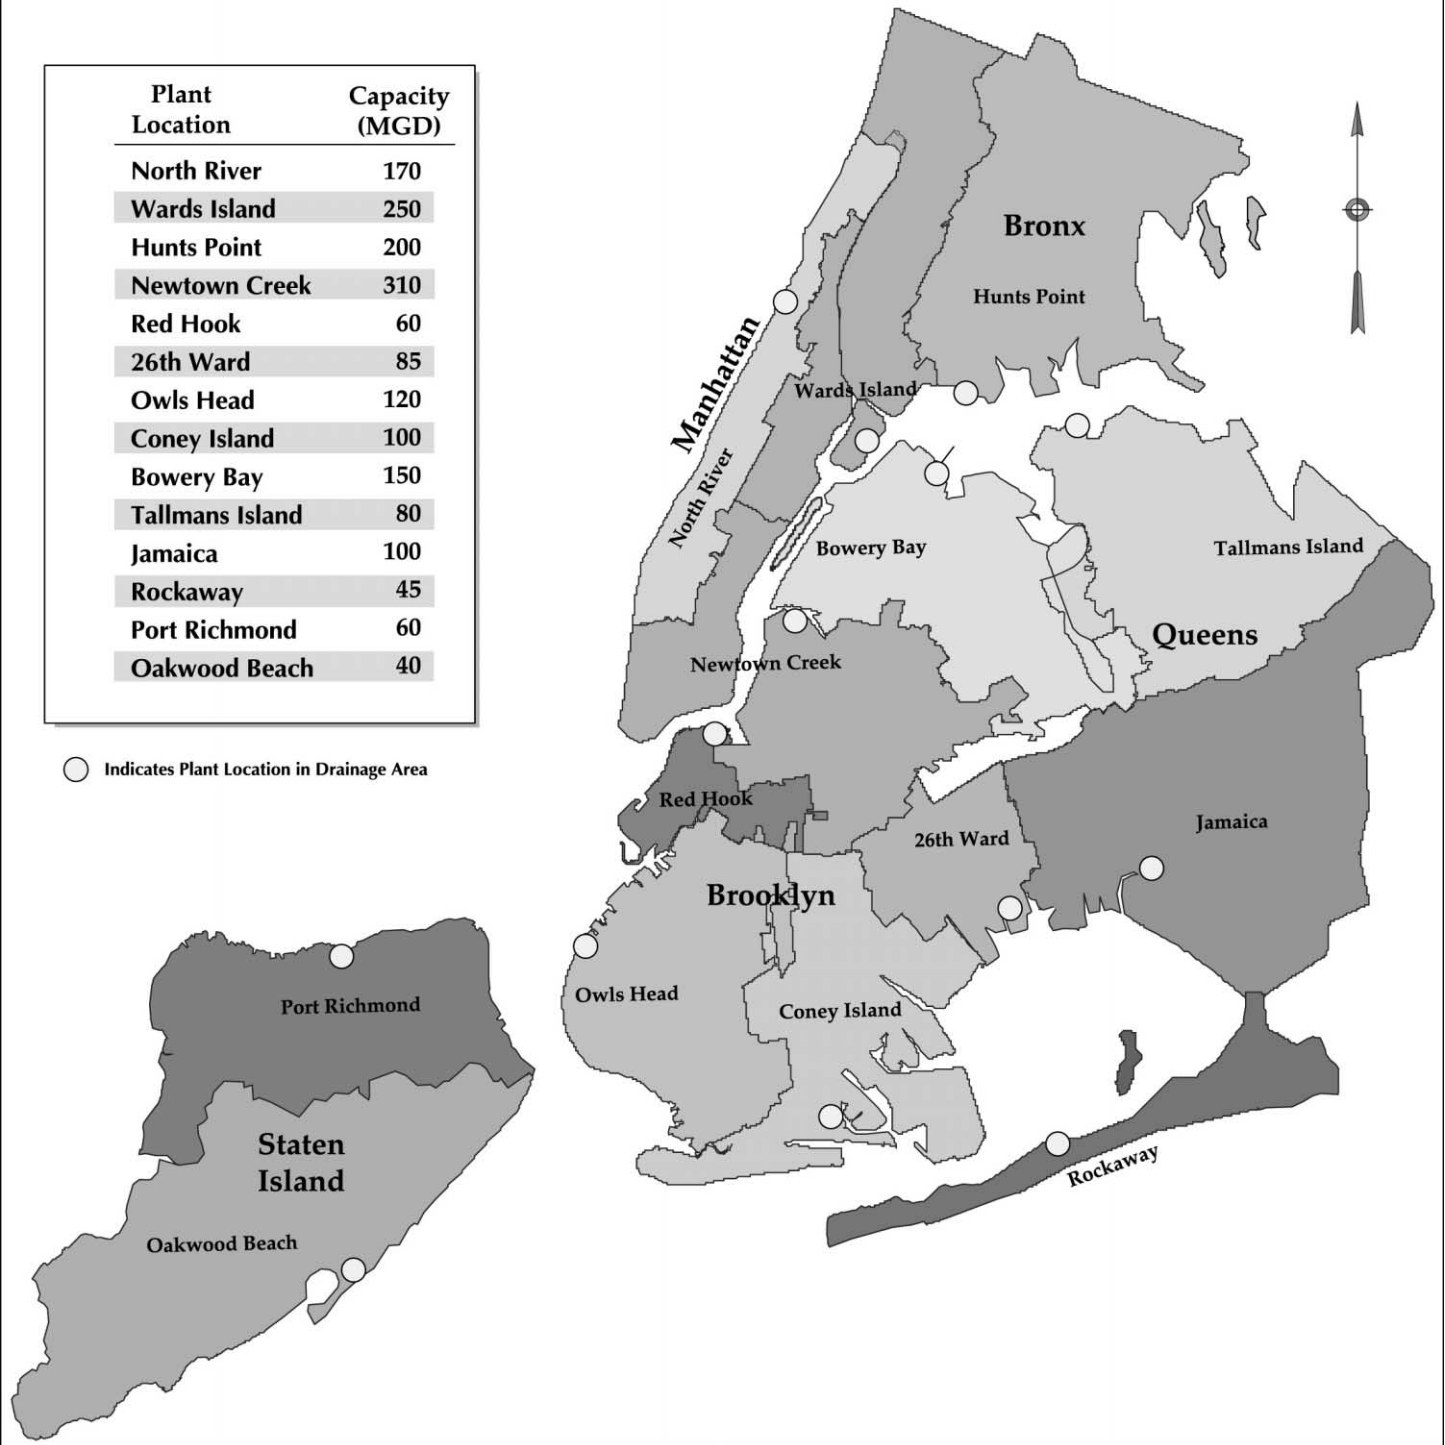 Plant Capacity
Location (MGD)
North River 170
Wards Island 250
Hunts Point 200
Newtown Creek 310
Red Hook 60
26th Ward 85
Owls Head 120
Coney Island 100
Bowery Bay 150
Tallmans Island 80
Jamaica 100
Rockaway 45
Port Richmond 60
Oakwood Beach 40
Indicates Plant Location in Drainage Area
Bronx
Hunts Point
Manhattan
Wards Island
North River
Bowery Bay
Tallmans Island
Queens
Newtown Creek
Red Hook
Jamaica
26th Ward
Brooklyn
Owls Head
Coney Island
Rockaway
Port Richmond
Staten
Island
Oakwood Beach